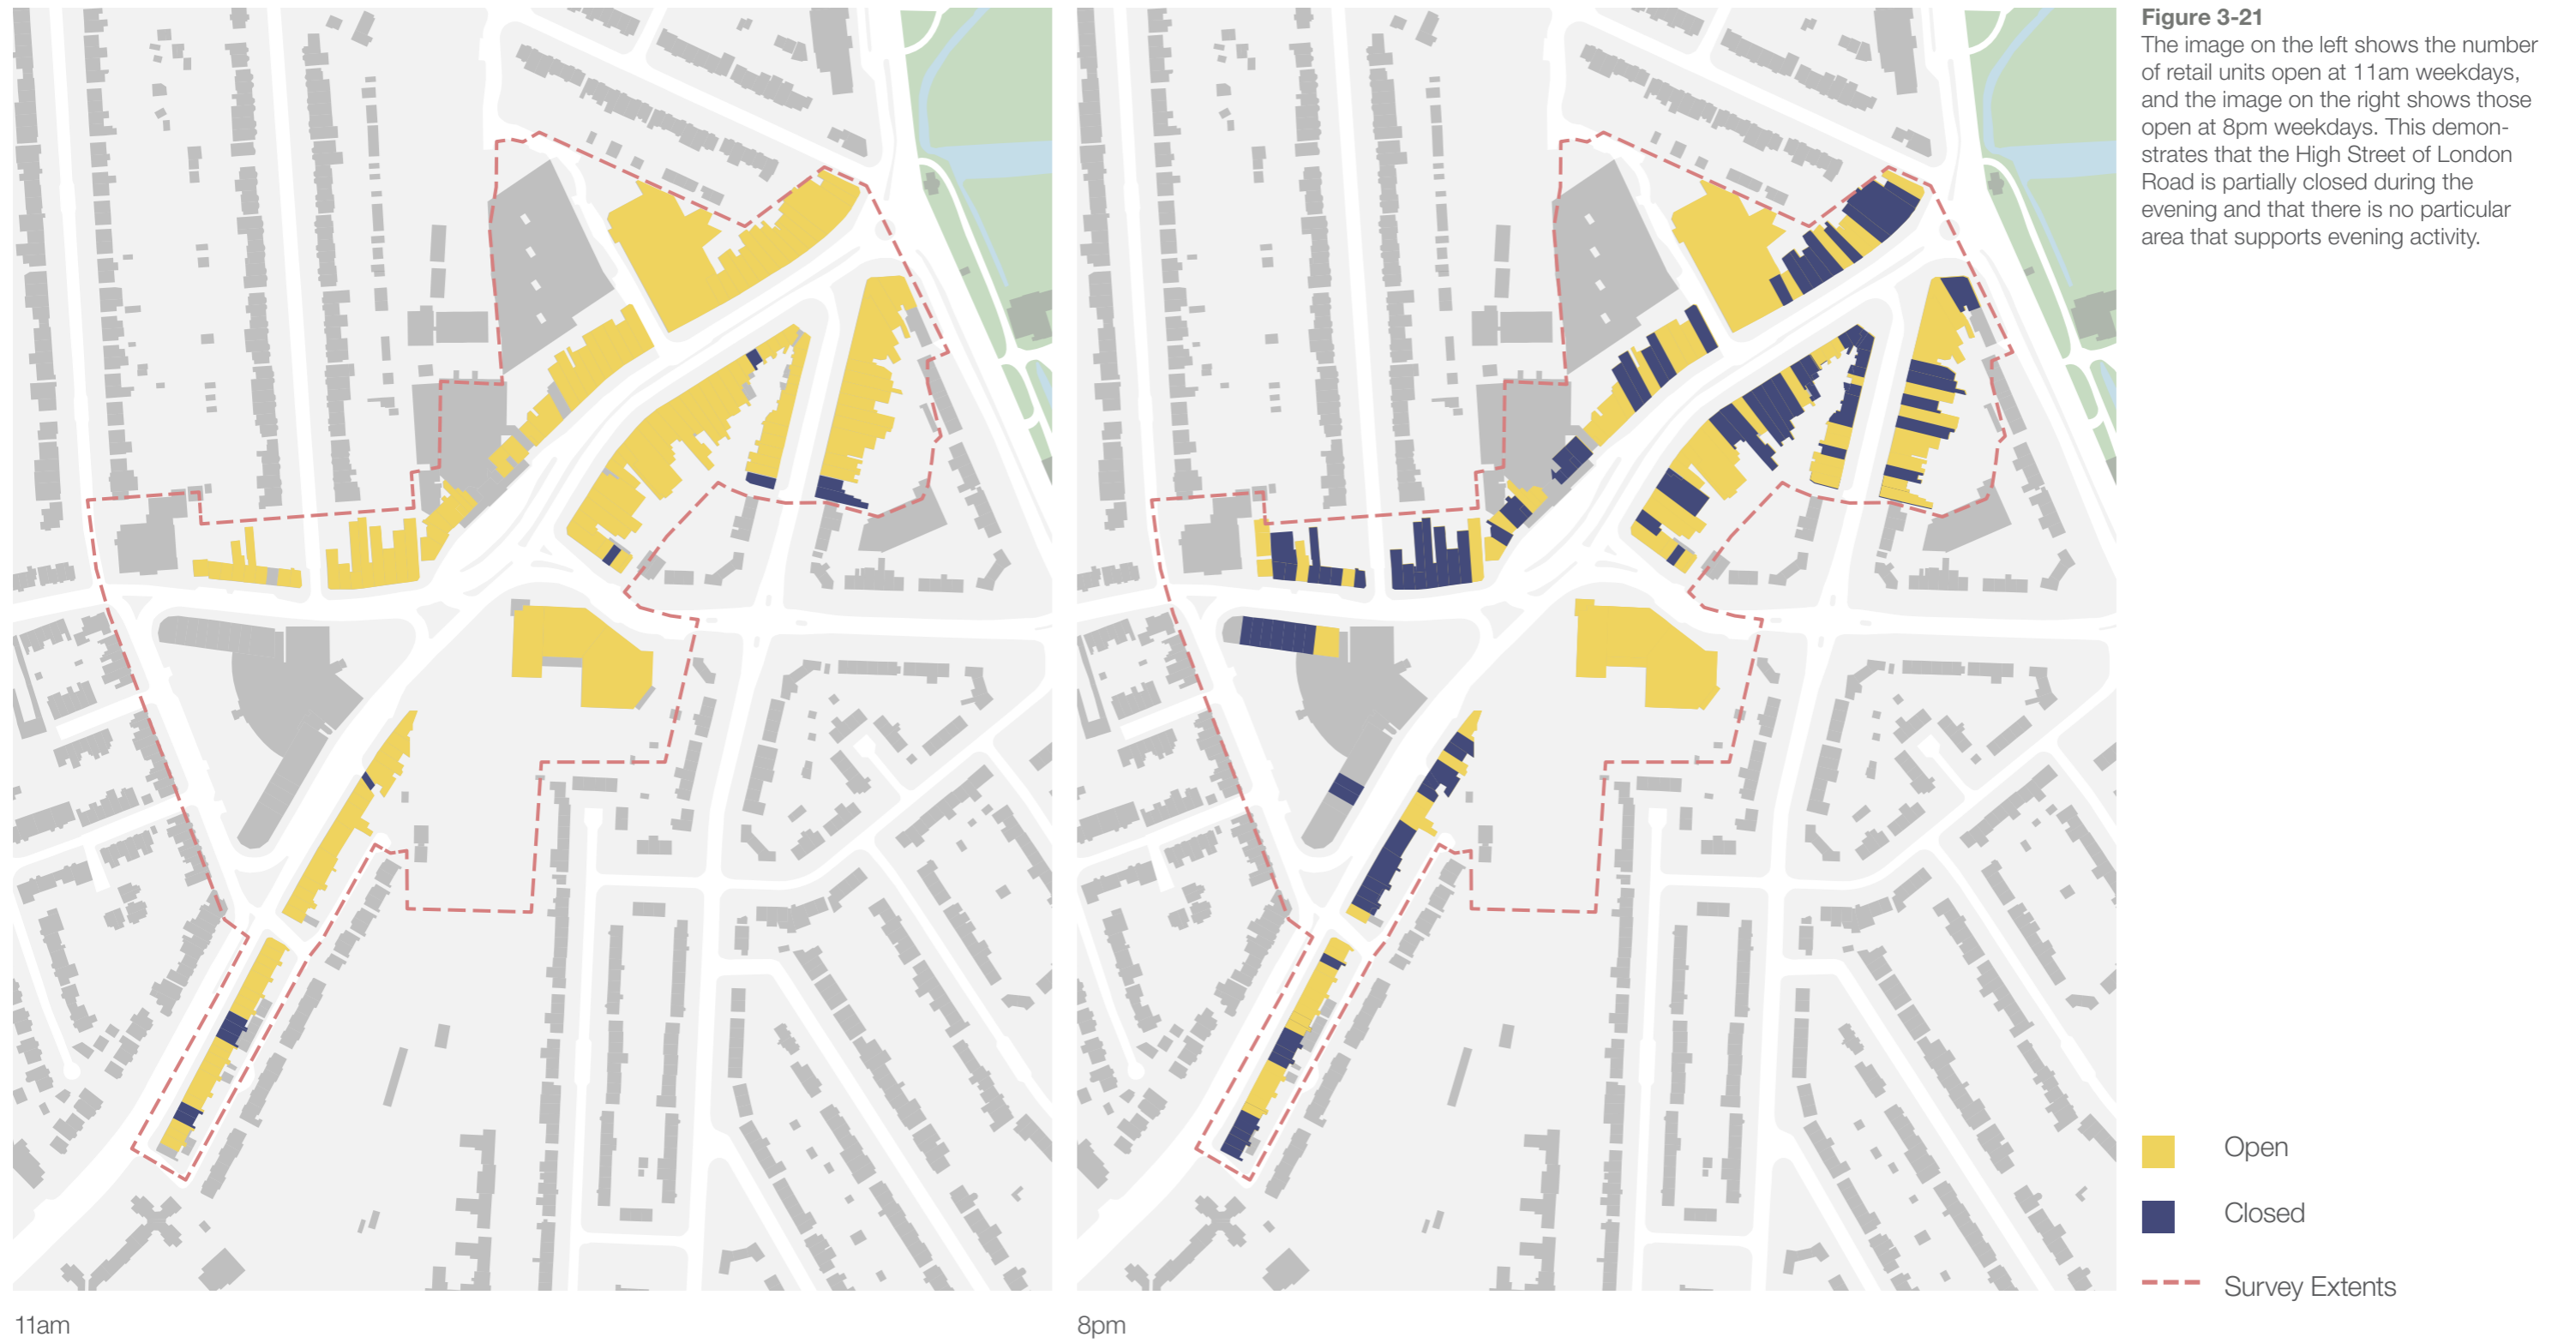 Figure 3-21
The image on the left shows the number
of retail units open at 11am weekdays,
and the image on the right shows those
open at 8pm weekdays. This demon-
strates that the High Street of London
Road is partially closed during the
evening and that there is no particular
area that supports evening activity.
Open
Closed
Survey Extents
11am
8pm